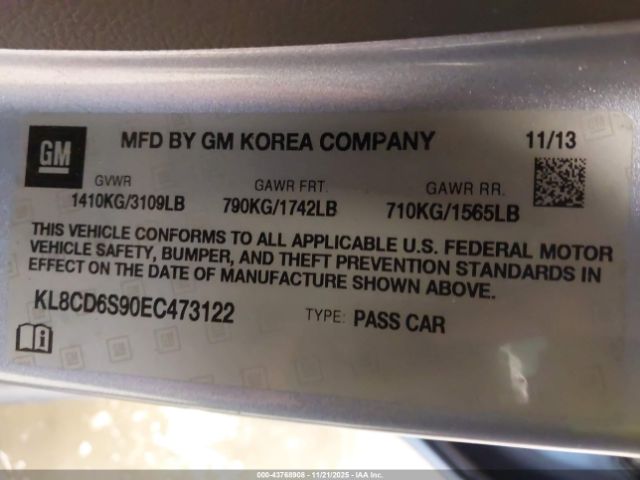 GM
MFD BY GM KOREA COMPANY 11/13
GVWR GAWR FRT. GAWR RR.
1410KG/3109LB 790KG/1742LB 710KG/1565LB
THIS VEHICLE CONFORMS TO ALL APPLICABLE U.S. FEDERAL MOTOR
VEHICLE SAFETY, BUMPER, AND THEFT PREVENTION STANDARDS IN
EFFECT ON THE DATE OF MANUFACTURE SHOWN ABOVE.
KL8CD6S90EC473122 TYPE: PASS CAR
00-43768908 - 11/21/2025 - IAA Inc.